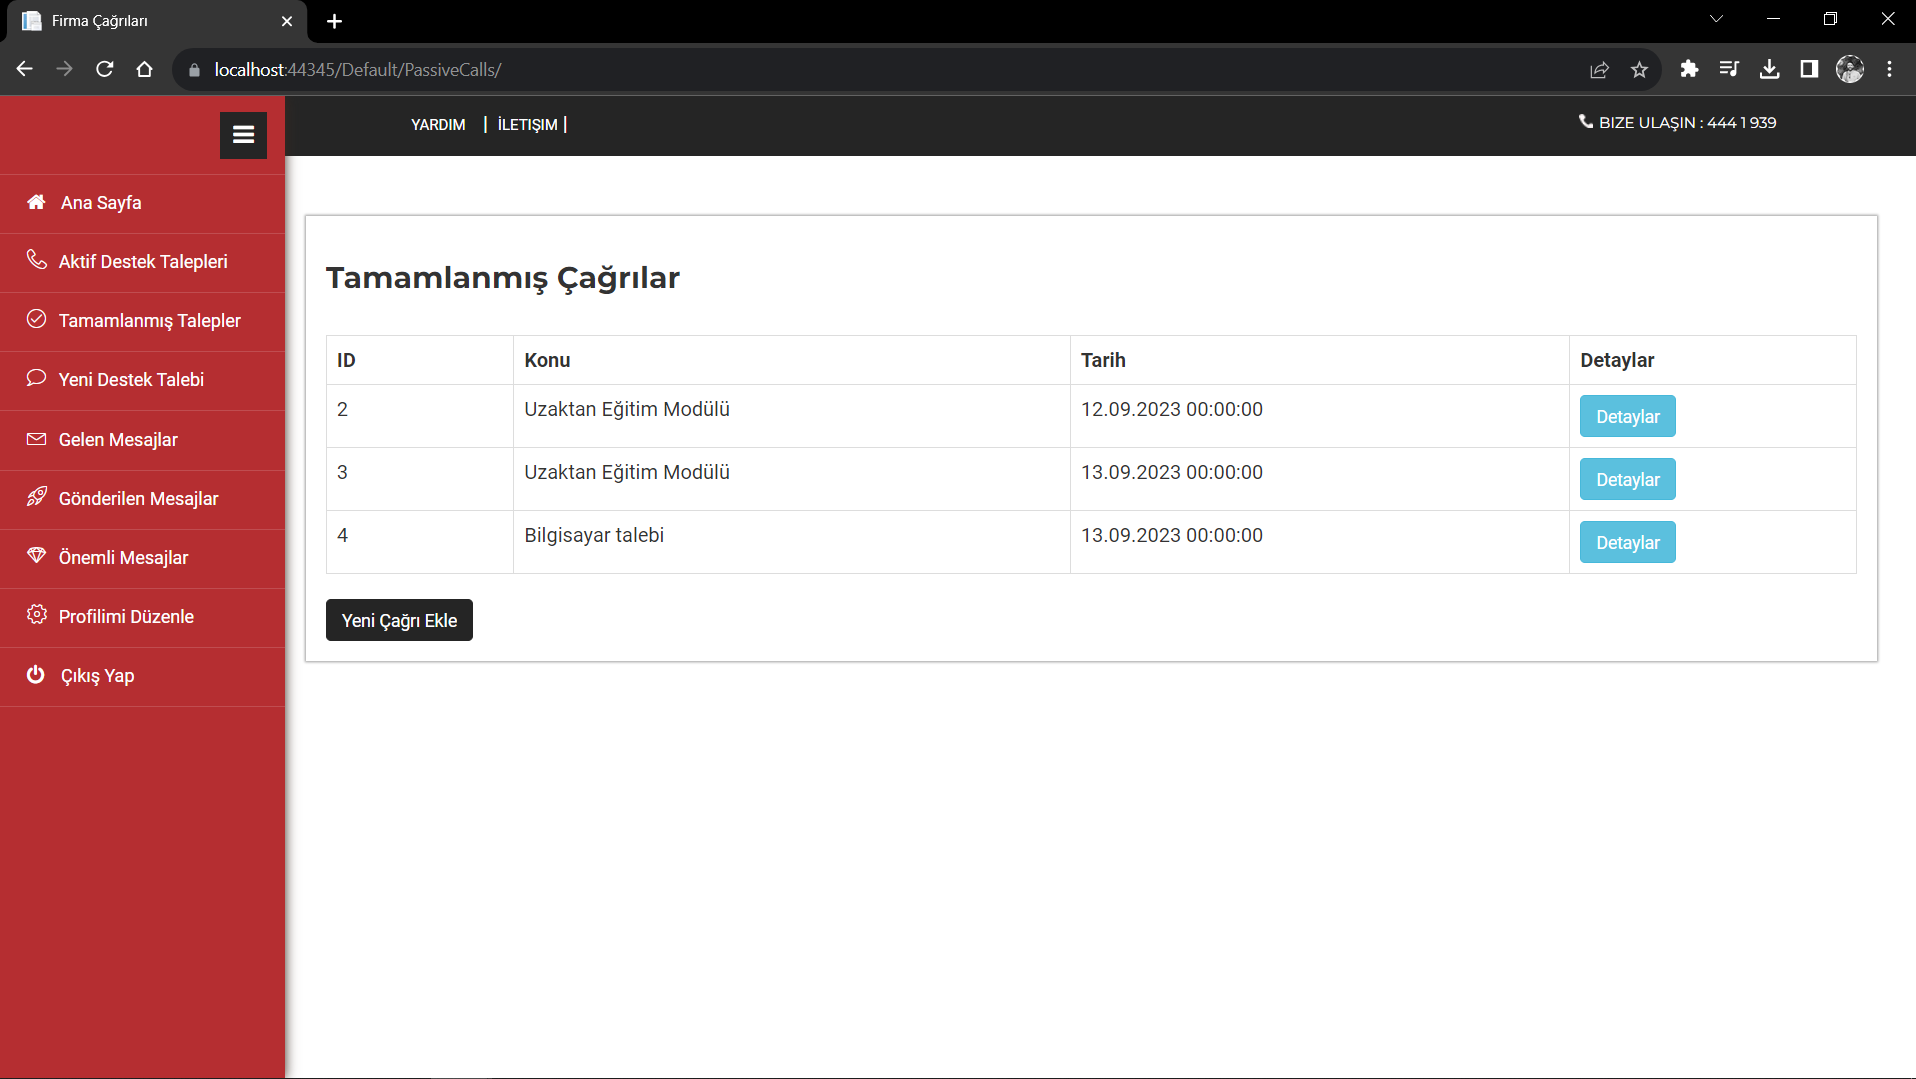 Firma Çağrıları
localhost:44345/Default/PassiveCalls/
YARDIM | İLETIŞIM |
BIZE ULAŞIN : 444 1 939
Ana Sayfa
Aktif Destek Talepleri
Tamamlanmış Talepler
Yeni Destek Talebi
Gelen Mesajlar
Gönderilen Mesajlar
Önemli Mesajlar
Profilimi Düzenle
Çıkış Yap
Tamamlanmış Çağrılar
ID Konu Tarih Detaylar
2 Uzaktan Eğitim Modülü 12.09.2023 00:00:00 Detaylar
3 Uzaktan Eğitim Modülü 13.09.2023 00:00:00 Detaylar
4 Bilgisayar talebi 13.09.2023 00:00:00 Detaylar
Yeni Çağrı Ekle